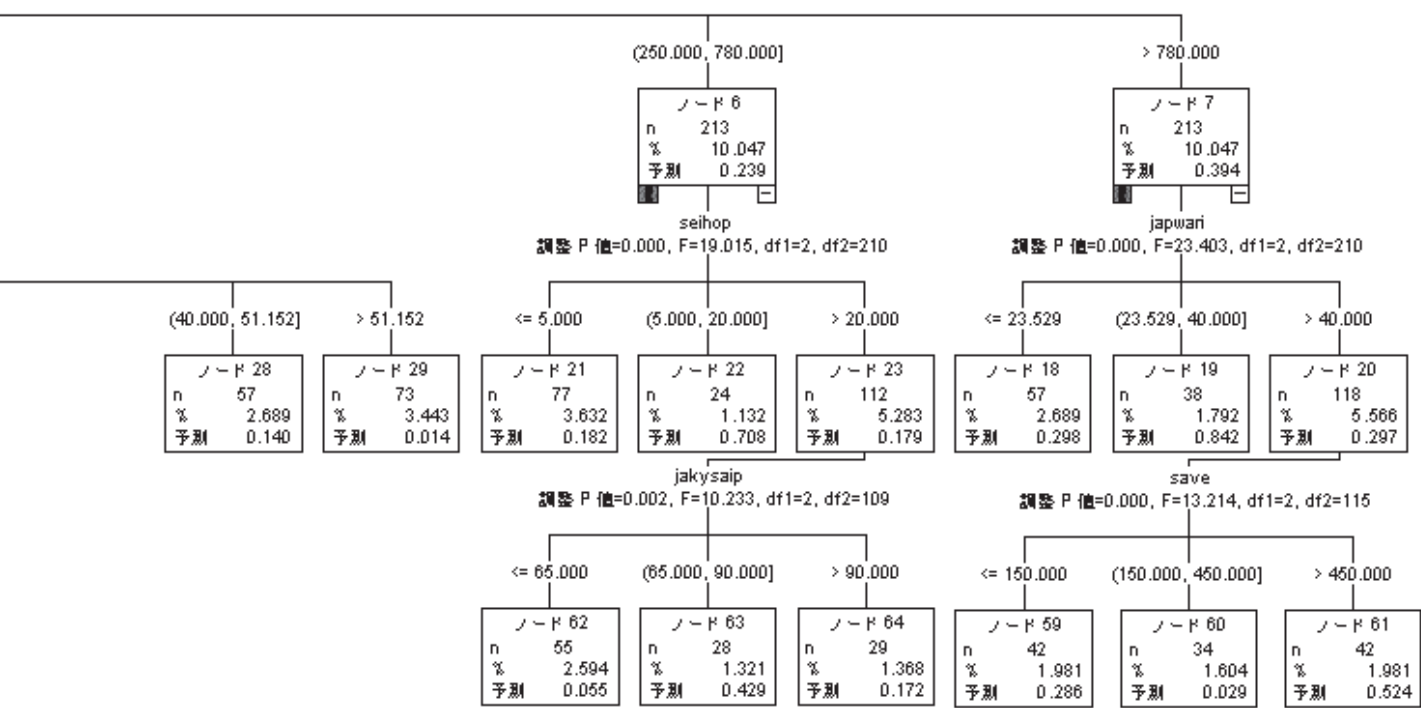 (250.000, 780.000]
> 780.000
ノード 6
n 213
% 10.047
予測 0.239
ノード 7
n 213
% 10.047
予測 0.394
seihop
調整 P 値=0.000, F=19.015, df1=2, df2=210
japwari
調整 P 値=0.000, F=23.403, df1=2, df2=210
(40.000, 51.152]
> 51.152
<= 5.000
(5.000, 20.000]
> 20.000
<= 23.529
(23.529, 40.000]
> 40.000
ノード 28
n 57
% 2.689
予測 0.140
ノード 29
n 73
% 3.443
予測 0.014
ノード 21
n 77
% 3.632
予測 0.182
ノード 22
n 24
% 1.132
予測 0.708
ノード 23
n 112
% 5.283
予測 0.179
ノード 18
n 57
% 2.689
予測 0.298
ノード 19
n 38
% 1.792
予測 0.842
ノード 20
n 118
% 5.566
予測 0.297
jakysaip
調整 P 値=0.002, F=10.233, df1=2, df2=109
save
調整 P 値=0.000, F=13.214, df1=2, df2=115
<= 65.000
(65.000, 90.000]
> 90.000
<= 150.000
(150.000, 450.000]
> 450.000
ノード 62
n 55
% 2.594
予測 0.055
ノード 63
n 28
% 1.321
予測 0.429
ノード 64
n 29
% 1.368
予測 0.172
ノード 59
n 42
% 1.981
予測 0.286
ノード 60
n 34
% 1.604
予測 0.029
ノード 61
n 42
% 1.981
予測 0.524